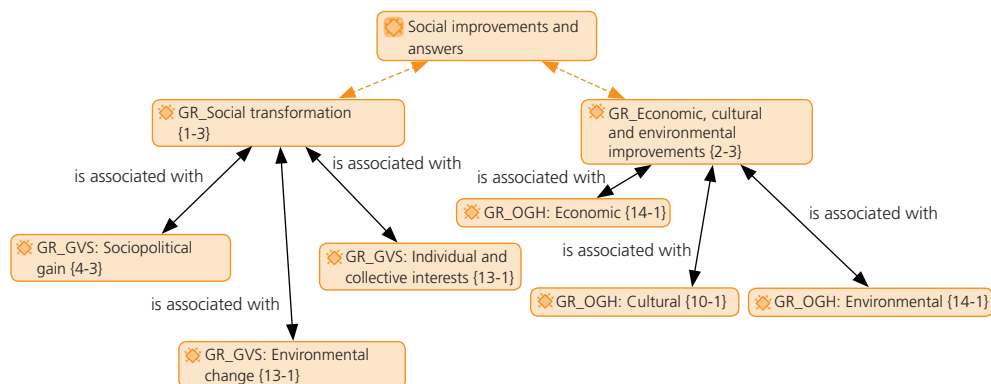 Social improvements and
answers
GR_Social transformation
{1-3}
GR_Economic, cultural
and environmental
improvements {2-3}
is associated with
is associated with
is associated with
is associated with
GR_OGH: Economic {14-1}
GR_GVS: Sociopolitical
gain {4-3}
GR_GVS: Individual and
collective interests {13-1}
is associated with
is associated with
GR_OGH: Cultural {10-1}
GR_OGH: Environmental {14-1}
GR_GVS: Environmental
change {13-1}